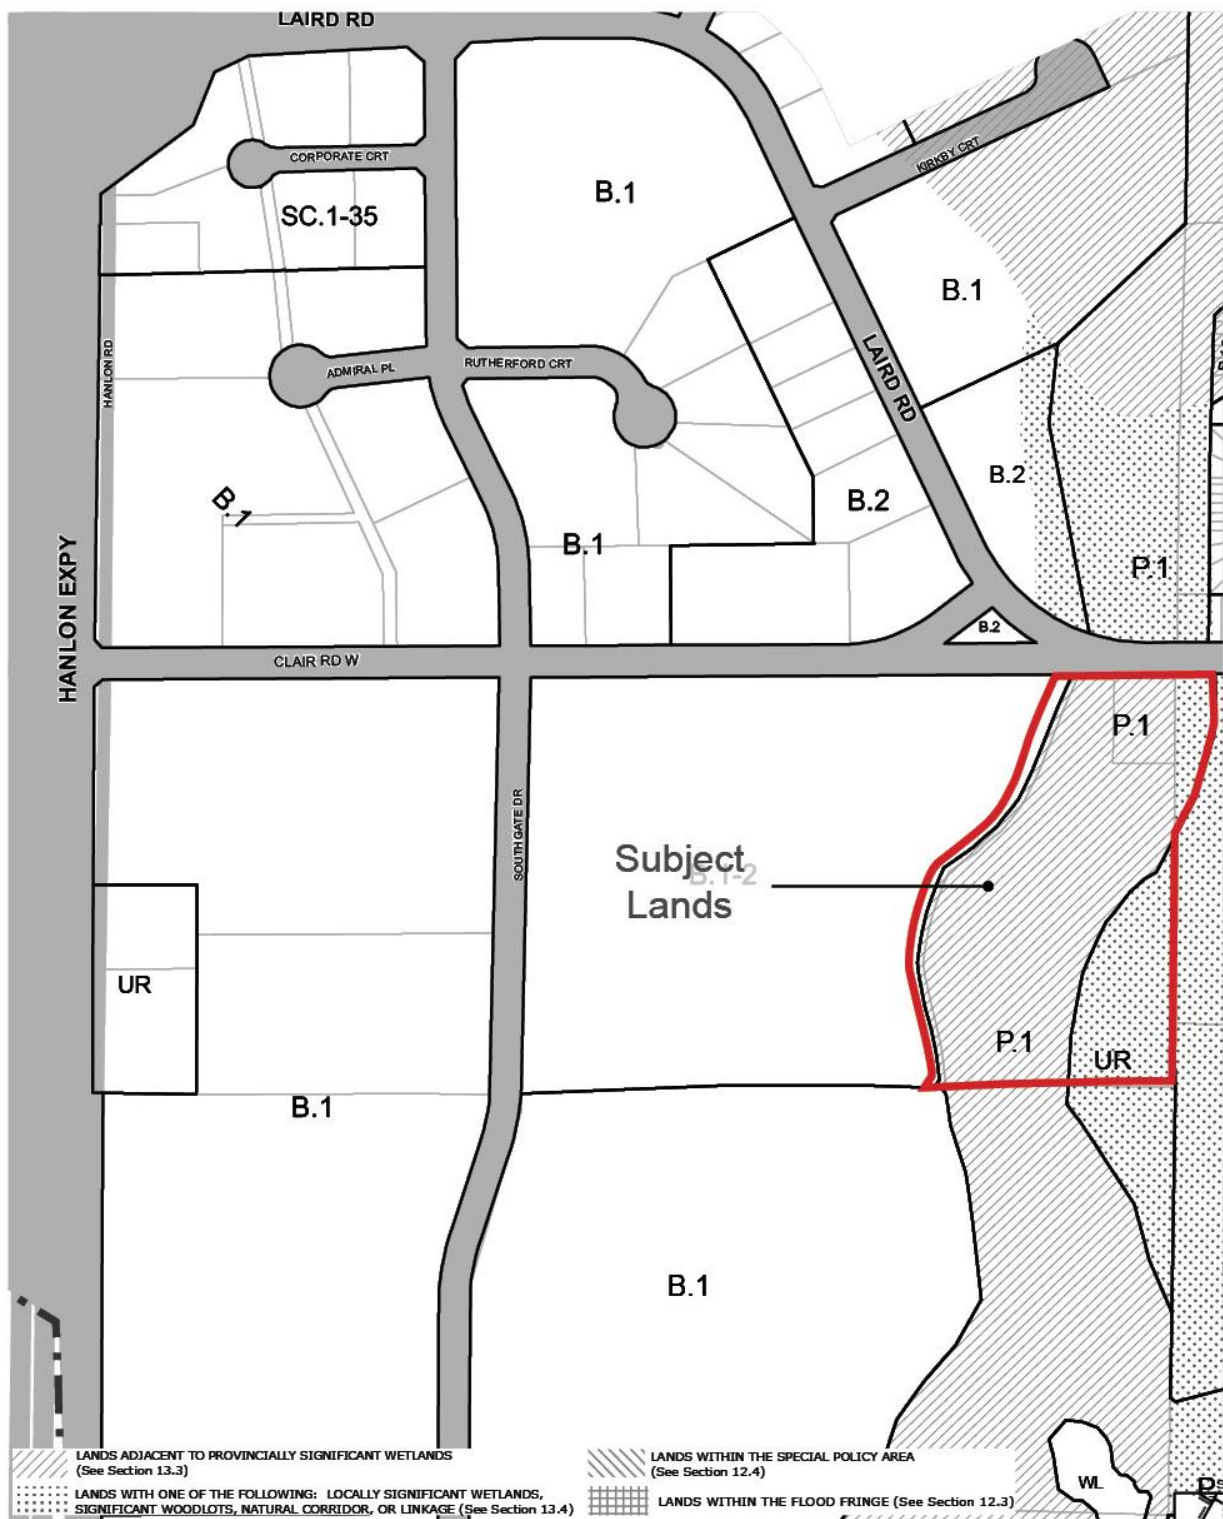 LAIRD RD
CORPORATE CRT
SC.1-35
B.1
KIRKBY CRT
B.1
HANLON RD
ADMIRAL PL
RUTHERFORD CRT
LAIRD RD
B.1
B.1
B.2
B.2
P.1
HANLON EXPY
B.2
CLAIR RD W
P.1
SOUTHGATE DR
Subject
B.1-2
Lands
UR
P.1
UR
B.1
B.1
WL
LANDS ADJACENT TO PROVINCIALLY SIGNIFICANT WETLANDS
(See Section 13.3)
LANDS WITH ONE OF THE FOLLOWING: LOCALLY SIGNIFICANT WETLANDS,
SIGNIFICANT WOODLOTS, NATURAL CORRIDOR, OR LINKAGE (See Section 13.4)
LANDS WITHIN THE SPECIAL POLICY AREA
(See Section 12.4)
LANDS WITHIN THE FLOOD FRINGE (See Section 12.3)